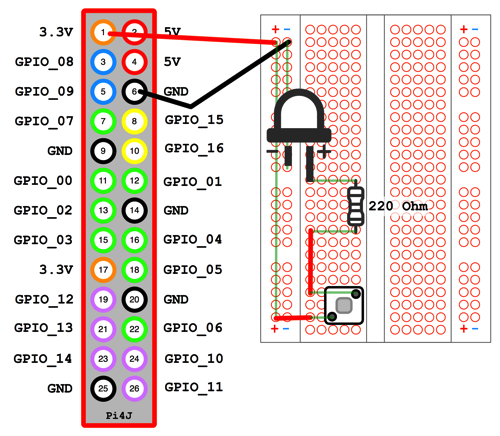 3.3V 1 2 5V
GPIO_08 3 4 5V
GPIO_09 5 6 GND
GPIO_07 7 8 GPIO_15
GND 9 10 GPIO_16
GPIO_00 11 12 GPIO_01
GPIO_02 13 14 GND
GPIO_03 15 16 GPIO_04
3.3V 17 18 GPIO_05
GPIO_12 19 20 GND
GPIO_13 21 22 GPIO_06
GPIO_14 23 24 GPIO_10
GND 25 26 GPIO_11
Pi4J
+ - + -
- +
220 Ohm
+ - + -